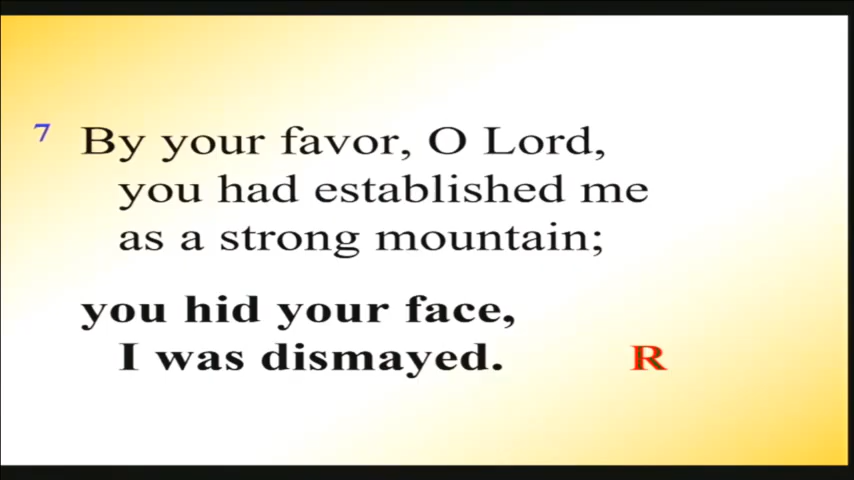 7 By your favor, O Lord,
you had established me
as a strong mountain;
you hid your face,
I was dismayed. R